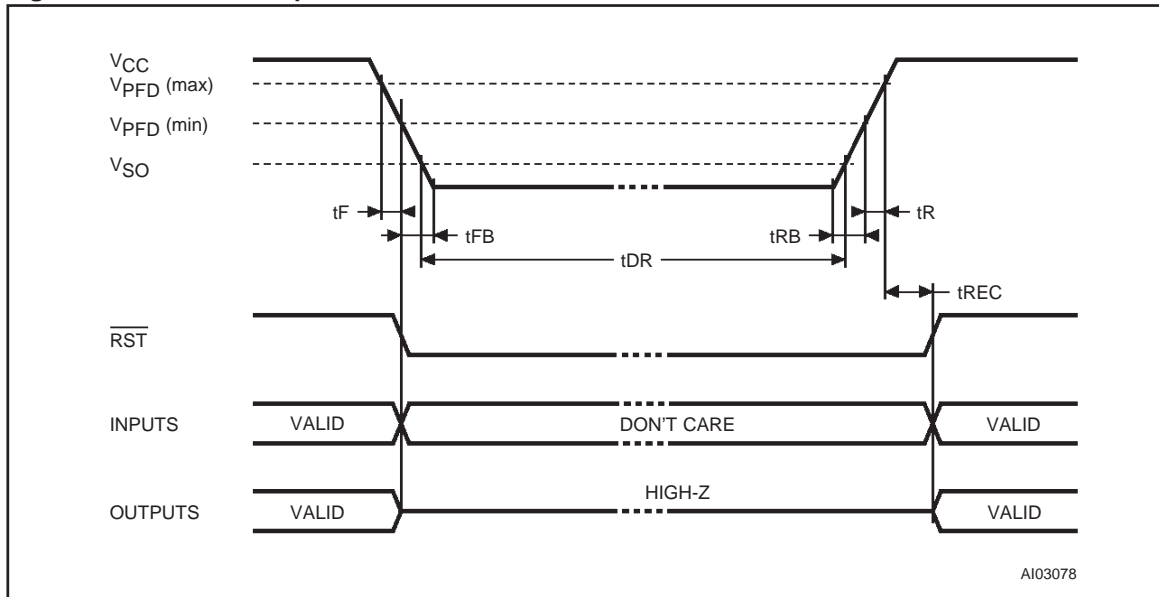 VCC
VPFD (max)
VPFD (min)
VSO
tF
tFB
tRB
tR
tDR
tREC
RST
INPUTS VALID DON'T CARE VALID
HIGH-Z
OUTPUTS VALID VALID
AI03078